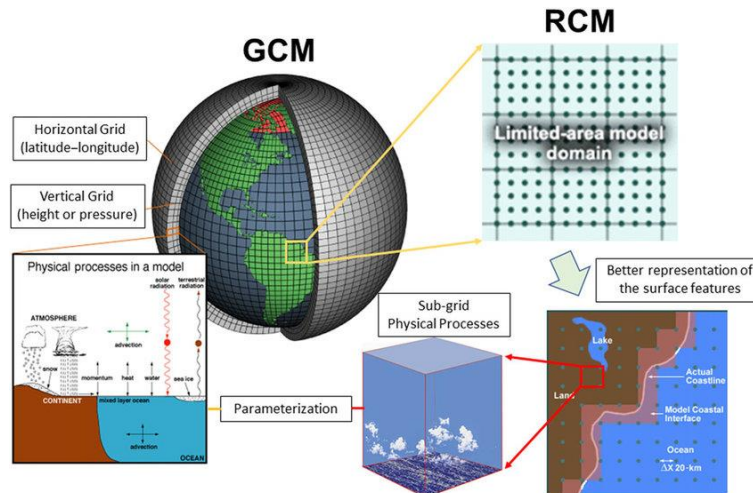 GCM
RCM
Horizontal Grid
(latitude–longitude)
Vertical Grid
(height or pressure)
Limited-area model
domain
Better representation of
the surface features
Physical processes in a model
solar
radiation
terrestrial
radiation
ATMOSPHERE
advection
snow
momentum
heat
water
sea ice
CONTINENT
mixed layer ocean
advection
OCEAN
Parameterization
Sub-grid
Physical Processes
Lake
Land
Actual
Coastline
Model Coastal
Interface
Ocean
ΔX 20-km